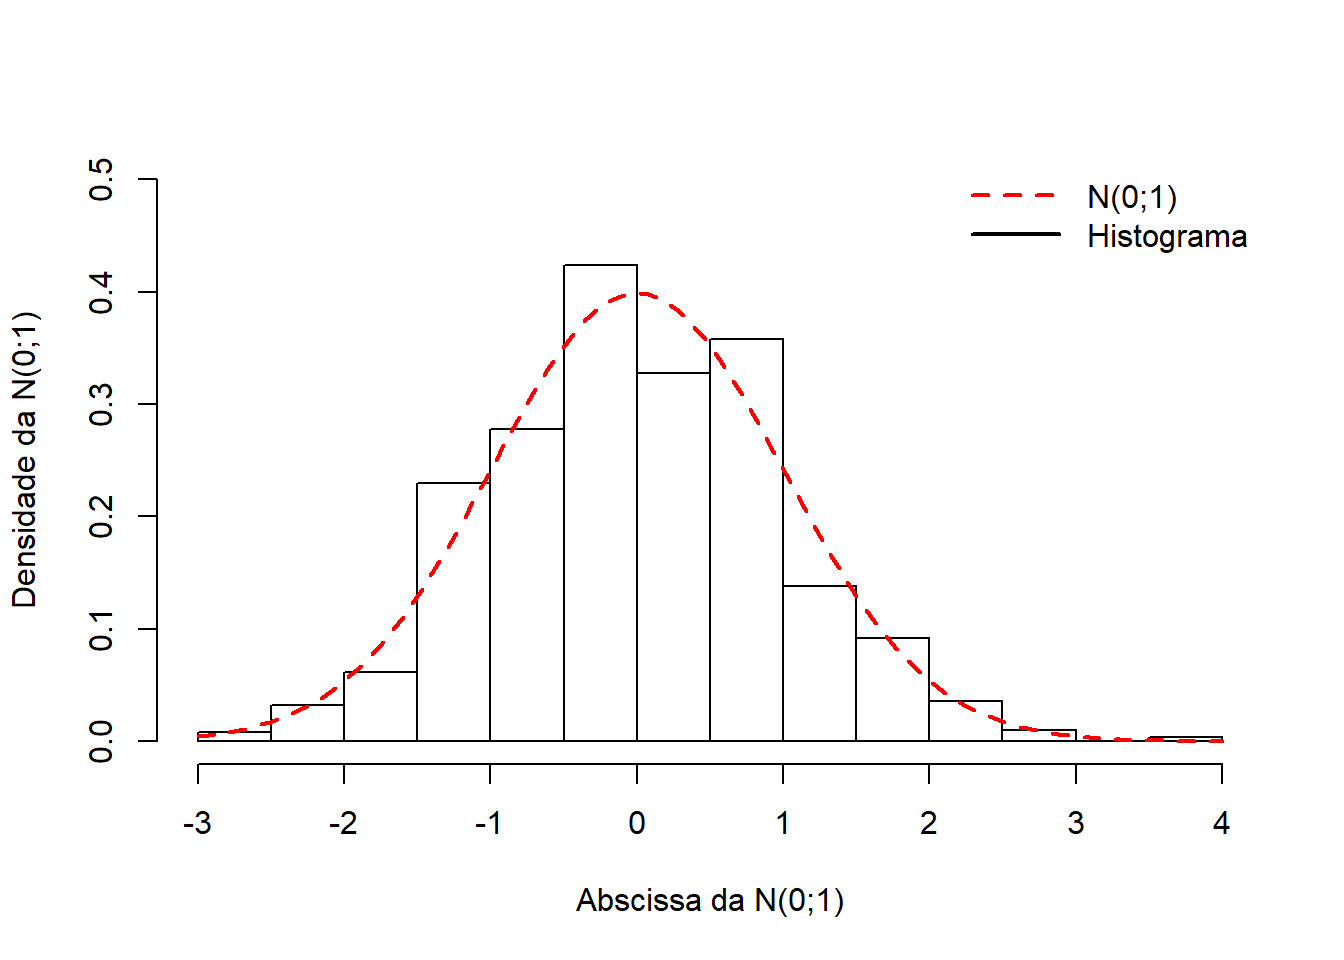 N(0;1)
Histograma
Densidade da N(0;1)
0.5
0.4
0.3
0.2
0.1
0.0
-3 -2 -1 0 1 2 3 4
Abscissa da N(0;1)